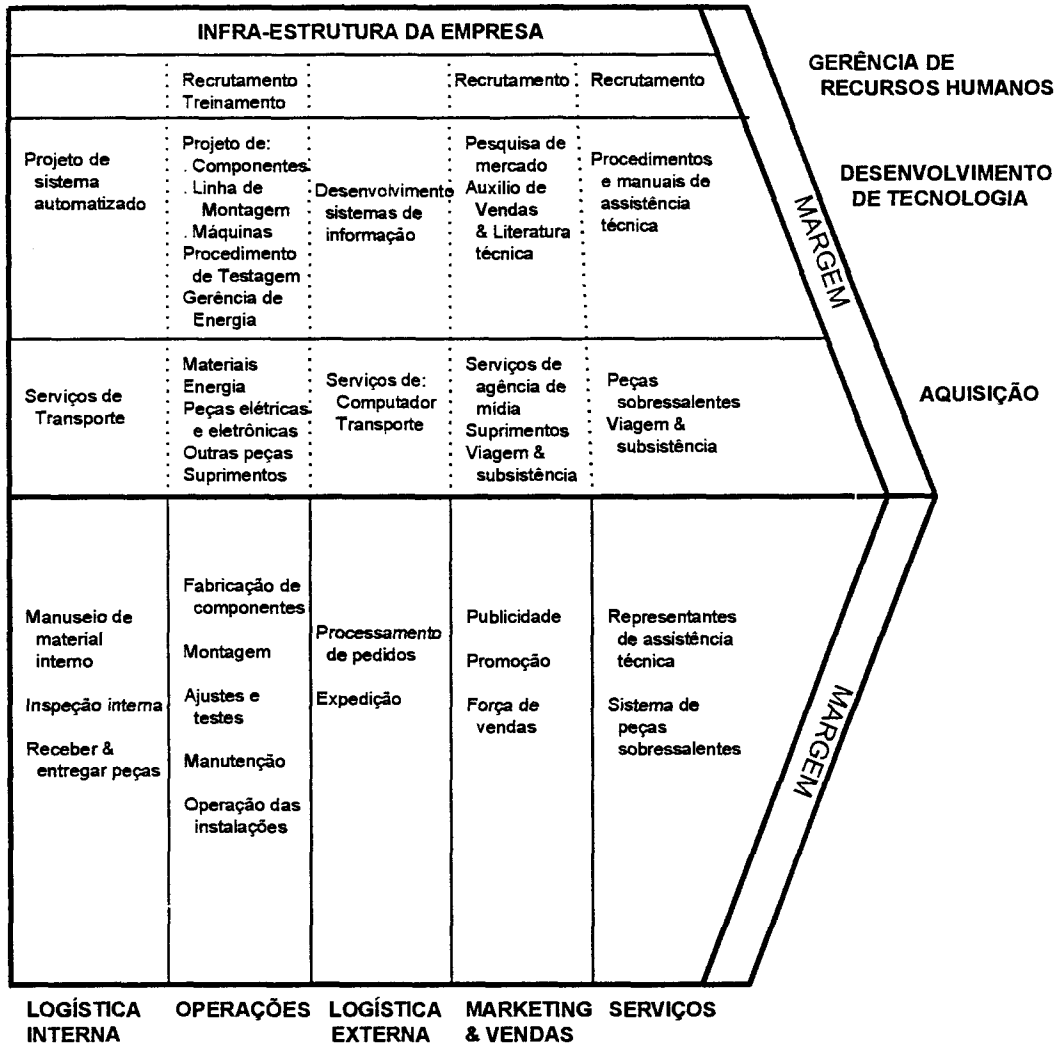 INFRA-ESTRUTURA DA EMPRESA
GERÊNCIA DE
RECURSOS HUMANOS
Recrutamento
Treinamento
Recrutamento
Recrutamento
Projeto de
sistema
automatizado
Projeto de:
. Componentes
. Linha de
Montagem
. Máquinas
Procedimento
de Testagem
Gerência de
Energia
Desenvolvimento
sistemas de
informação
Pesquisa de
mercado
Auxilio de
Vendas
& Literatura
técnica
Procedimentos
e manuais de
assistência
técnica
DESENVOLVIMENTO
DE TECNOLOGIA
MARGEM
Serviços de
Transporte
Materiais
Energia
Peças elétricas
e eletrônicas
Outras peças
Suprimentos
Serviços de:
Computador
Transporte
Serviços de
agência de
mídia
Suprimentos
Viagem &
subsistência
Peças
sobressalentes
Viagem &
subsistência
AQUISIÇÃO
Manuseio de
material
interno
Inspeção interna
Receber &
entregar peças
Fabricação de
componentes
Montagem
Ajustes e
testes
Manutenção
Operação das
instalações
Processamento
de pedidos
Expedição
Publicidade
Promoção
Força de
vendas
Representantes
de assistência
técnica
Sistema de
peças
sobressalentes
MARGEM
LOGÍSTICA
INTERNA
OPERAÇÕES
LOGÍSTICA
EXTERNA
MARKETING
& VENDAS
SERVIÇOS